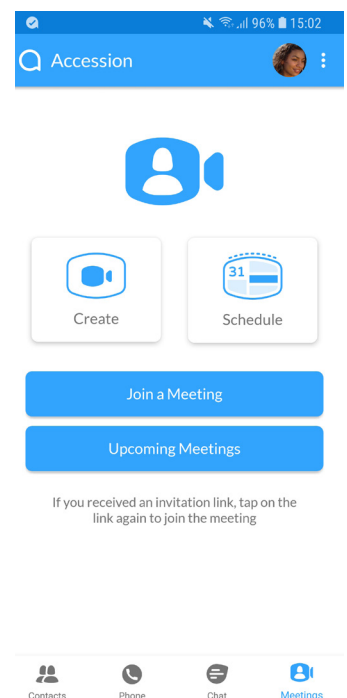 96% 15:02
Accession
31
Create
Schedule
Join a Meeting
Upcoming Meetings
If you received an invitation link, tap on the
link again to join the meeting
Contacts Phone Chat Meetings